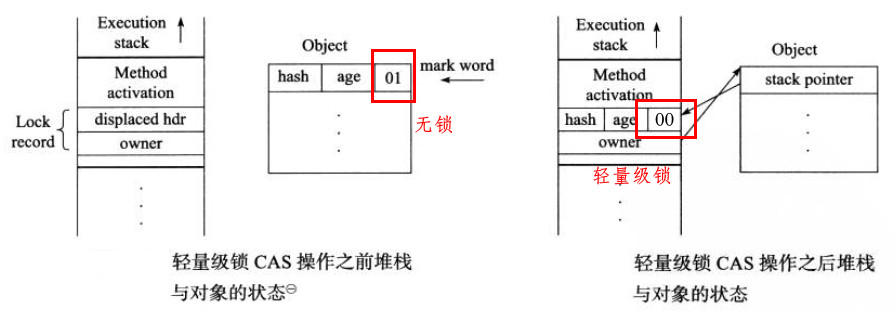 Execution
stack
Method
activation
Lock
record
displaced hdr
owner
Object
hash
age
01
mark word
无锁
轻量级锁 CAS 操作之前堆栈
与对象的状态㊀
Execution
stack
Method
activation
hash
age
00
owner
轻量级锁
Object
stack pointer
轻量级锁 CAS 操作之后堆栈
与对象的状态